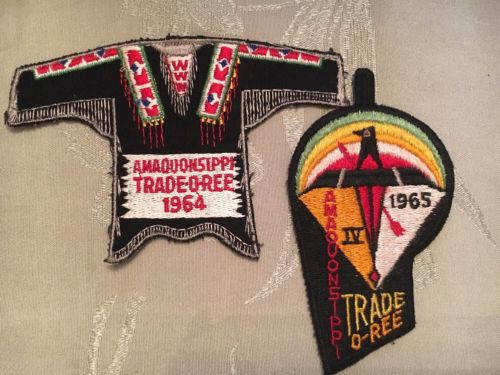 WWW
AMAQUONSIPPI
TRADE-O-REE
1964
1965
IV
AMAQUONSIPPI
TRADE
O-REE